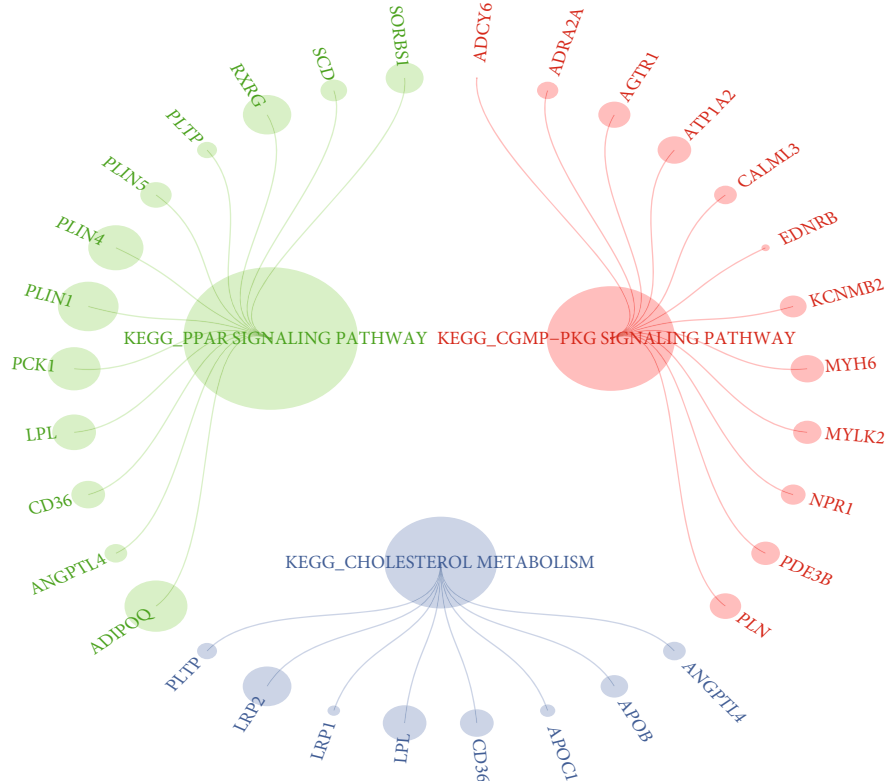 SORBS1
SCD
RXRG
PLTP
PLIN5
PLIN4
PLIN1
PCK1
LPL
CD36
ANGPTL4
ADIPOQ
KEGG_PPAR SIGNALING PATHWAY
ADCY6
ADRA2A
AGTR1
ATP1A2
CALML3
EDNRB
KCNMB2
MYH6
MYLK2
NPR1
PDE3B
PLN
KEGG_CGMP−PKG SIGNALING PATHWAY
KEGG_CHOLESTEROL METABOLISM
PLTP
LRP2
LRP1
LPL
CD36
APOC1
APOB
ANGPTL4